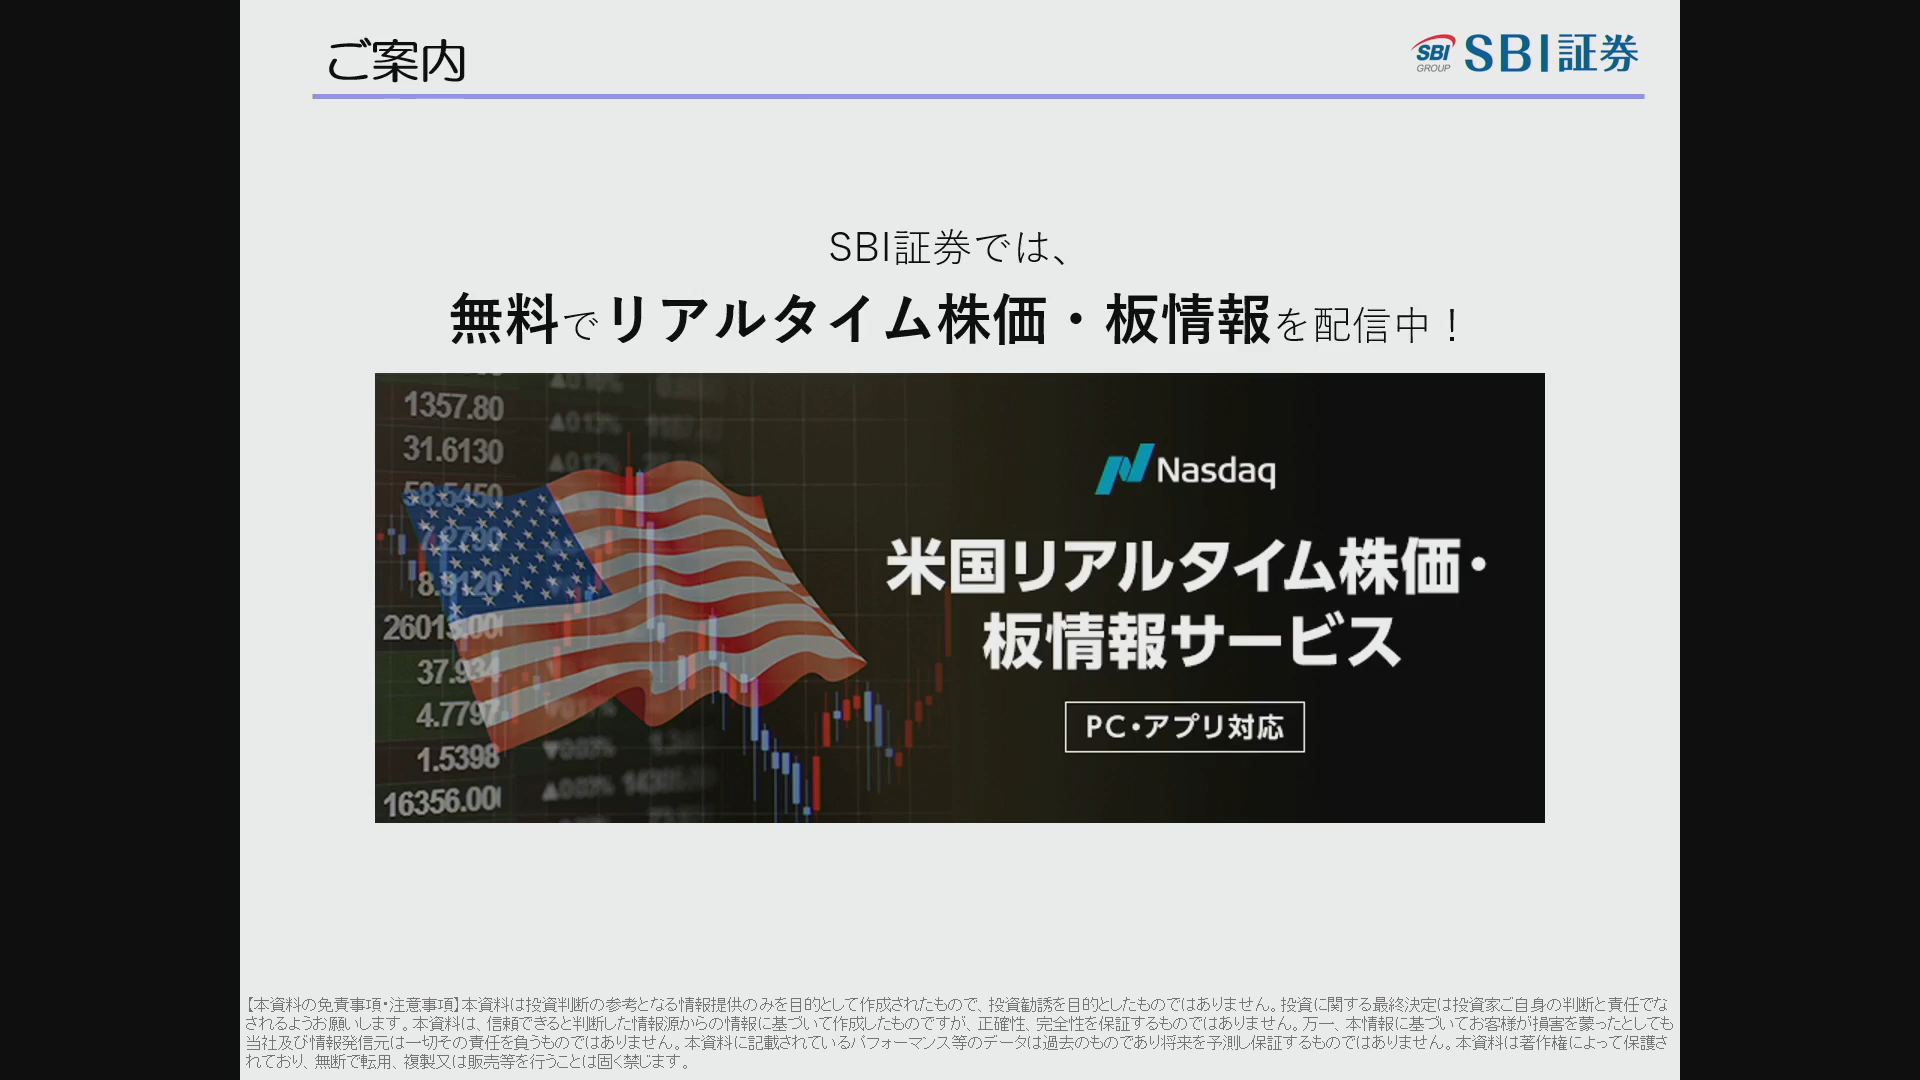 ご案内
SBI GROUP SBI証券
SBI証券では、
無料でリアルタイム株価・板情報を配信中！
1357.80
31.6130
58.5450
26013.00
37.934
4.7797
1.5398
16356.00
Nasdaq
米国リアルタイム株価・
板情報サービス
PC・アプリ対応
【本資料の免責事項・注意事項】本資料は投資判断の参考となる情報提供のみを目的として作成されたもので、投資勧誘を目的としたものではありません。投資に関する最終決定は投資家ご自身の判断と責任でな
されるようお願いします。本資料は、信頼できると判断した情報源からの情報に基づいて作成したものですが、正確性、完全性を保証するものではありません。万一、本情報に基づいてお客様が損害を蒙ったとしても
当社及び情報発信元は一切その責任を負うものではありません。本資料に記載されているパフォーマンス等のデータは過去のものであり将来を予測し保証するものではありません。本資料は著作権によって保護さ
れており、無断で転用、複製又は販売等を行うことは固く禁じます。